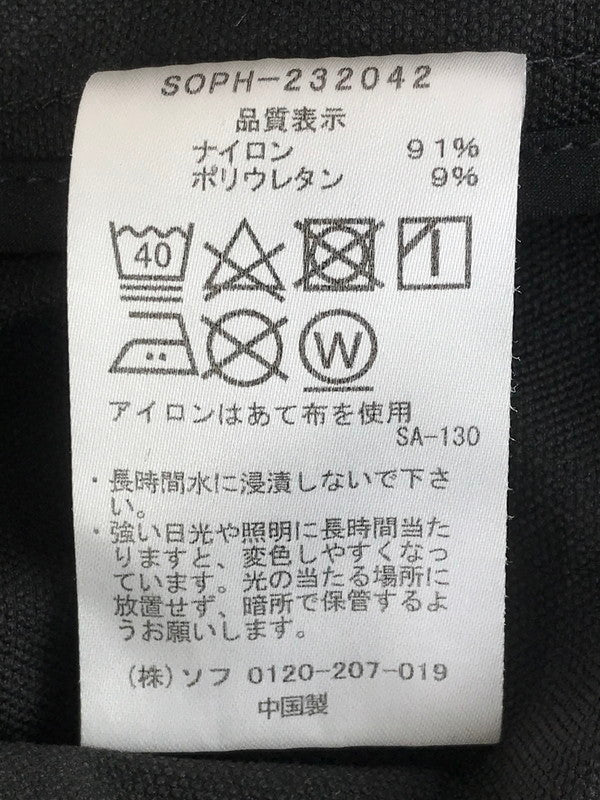 SOPH-232042
品質表示
ナイロン 91%
ポリウレタン 9%
40
W
アイロンはあて布を使用
SA-130
・長時間水に浸漬しないで下さ
い。
・強い日光や照明に長時間当た
りますと、変色しやすくなっ
ています。光の当たる場所に
放置せず、暗所で保管するよ
うお願いします。
(株)ソフ 0120-207-019
中国製